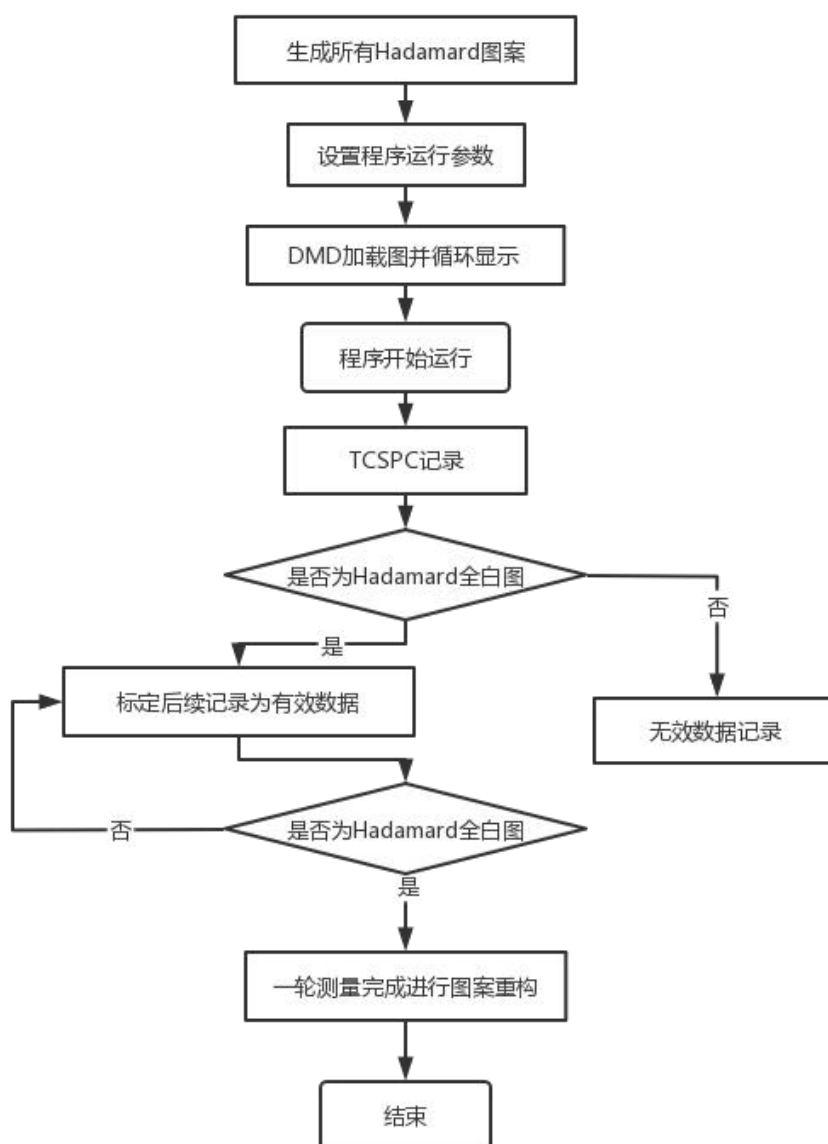 生成所有Hadamard图案
设置程序运行参数
DMD加载图并循环显示
程序开始运行
TCSPC记录
是否为Hadamard全白图
否
是
标定后续记录为有效数据
无效数据记录
是否为Hadamard全白图
否
是
一轮测量完成进行图案重构
结束